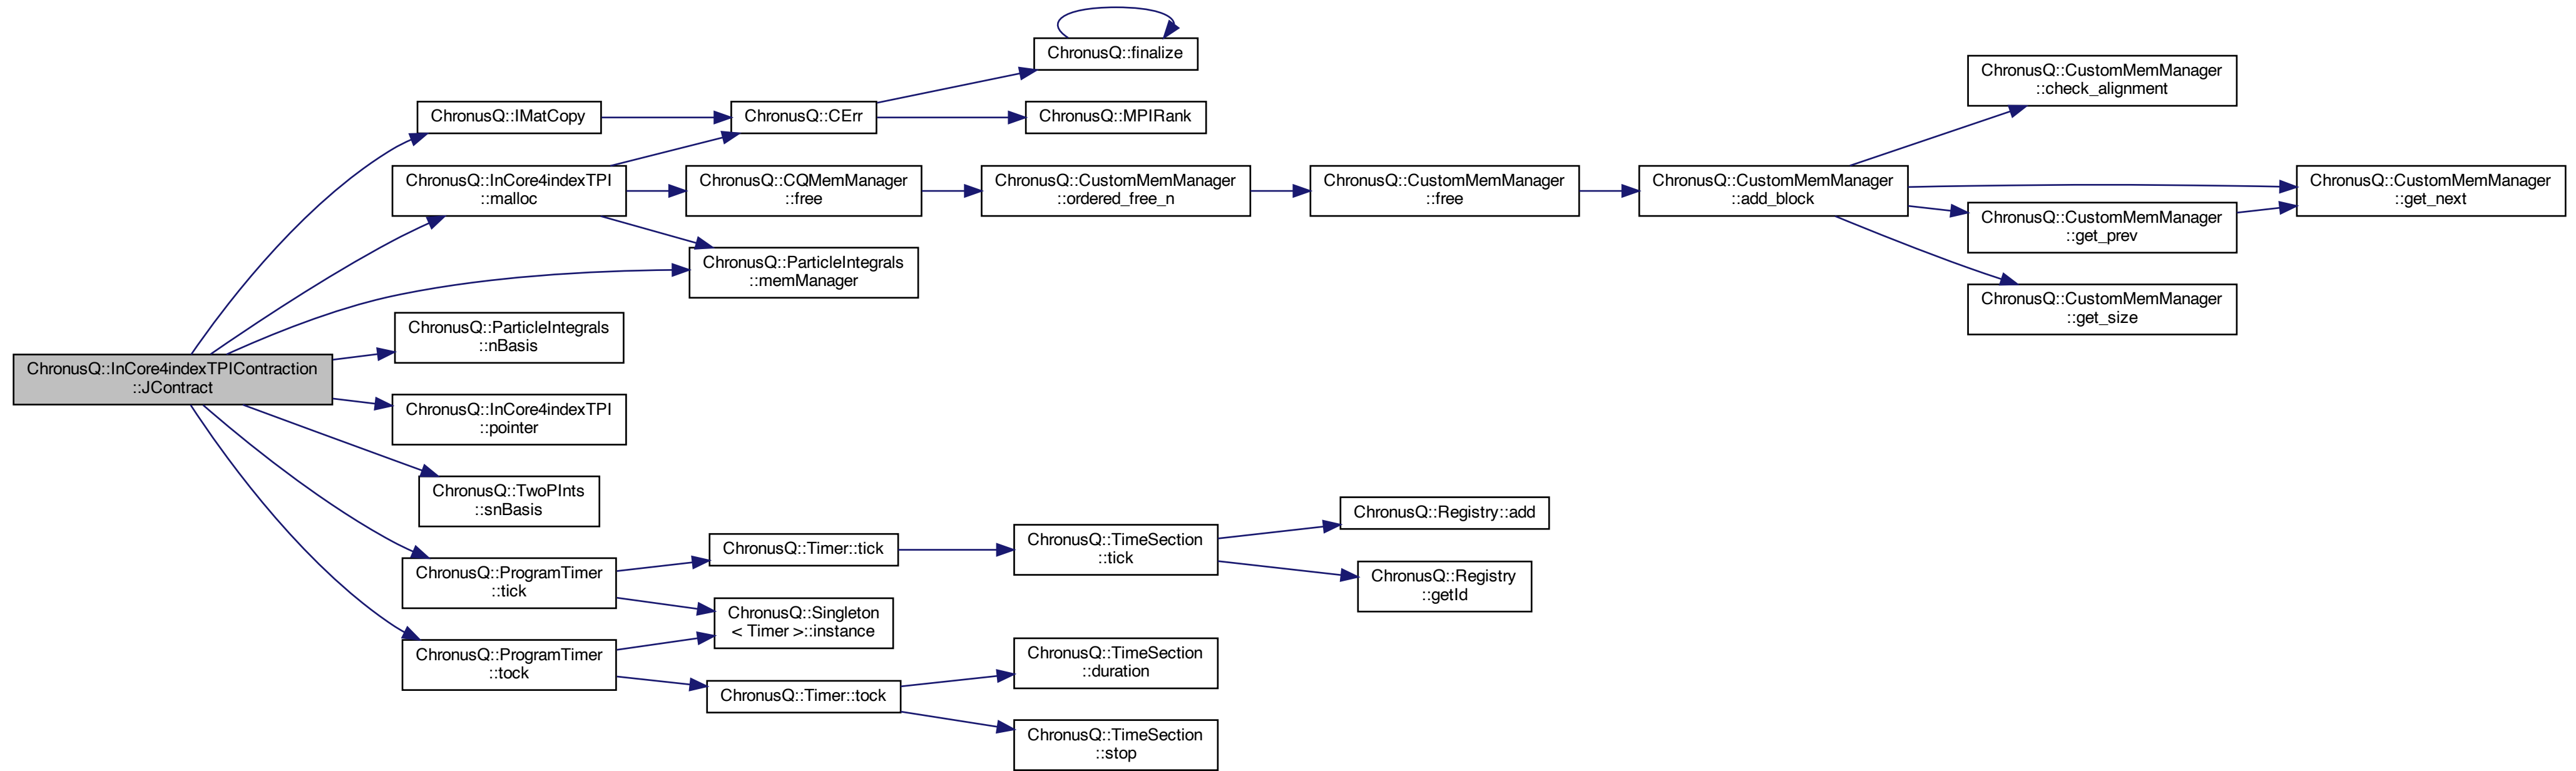 ChronusQ::InCore4indexTPIContraction
::JContract
ChronusQ::IMatCopy
ChronusQ::InCore4indexTPI
::malloc
ChronusQ::ParticleIntegrals
::nBasis
ChronusQ::InCore4indexTPI
::pointer
ChronusQ::TwoPInts
::snBasis
ChronusQ::ProgramTimer
::tick
ChronusQ::ProgramTimer
::tock
ChronusQ::CErr
ChronusQ::CQMemManager
::free
ChronusQ::ParticleIntegrals
::memManager
ChronusQ::Timer::tick
ChronusQ::Singleton
< Timer >::instance
ChronusQ::Timer::tock
ChronusQ::finalize
ChronusQ::MPIRank
ChronusQ::CustomMemManager
::ordered_free_n
ChronusQ::TimeSection
::tick
ChronusQ::TimeSection
::duration
ChronusQ::TimeSection
::stop
ChronusQ::CustomMemManager
::free
ChronusQ::Registry::add
ChronusQ::Registry
::getId
ChronusQ::CustomMemManager
::add_block
ChronusQ::CustomMemManager
::check_alignment
ChronusQ::CustomMemManager
::get_prev
ChronusQ::CustomMemManager
::get_size
ChronusQ::CustomMemManager
::get_next